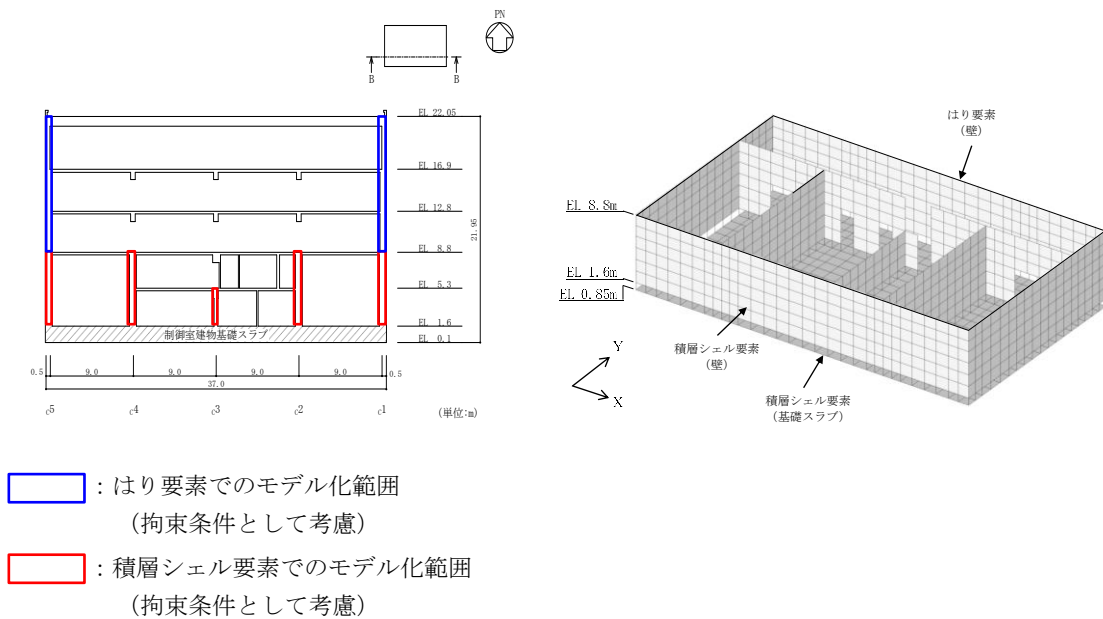 PN
B
B
EL 22.05
EL 16.9
EL 12.8
EL 8.8
EL 5.3
EL 1.6
EL 0.1
21.95
制御室建物基礎スラブ
0.5
9.0
9.0
9.0
9.0
0.5
37.0
c5
c4
c3
c2
c1
(単位:m)
はり要素
(壁)
EL 8.8m
EL 1.6m
EL 0.85m
積層シェル要素
(壁)
積層シェル要素
(基礎スラブ)
Y
X
：はり要素でのモデル化範囲
(拘束条件として考慮)
：積層シェル要素でのモデル化範囲
(拘束条件として考慮)